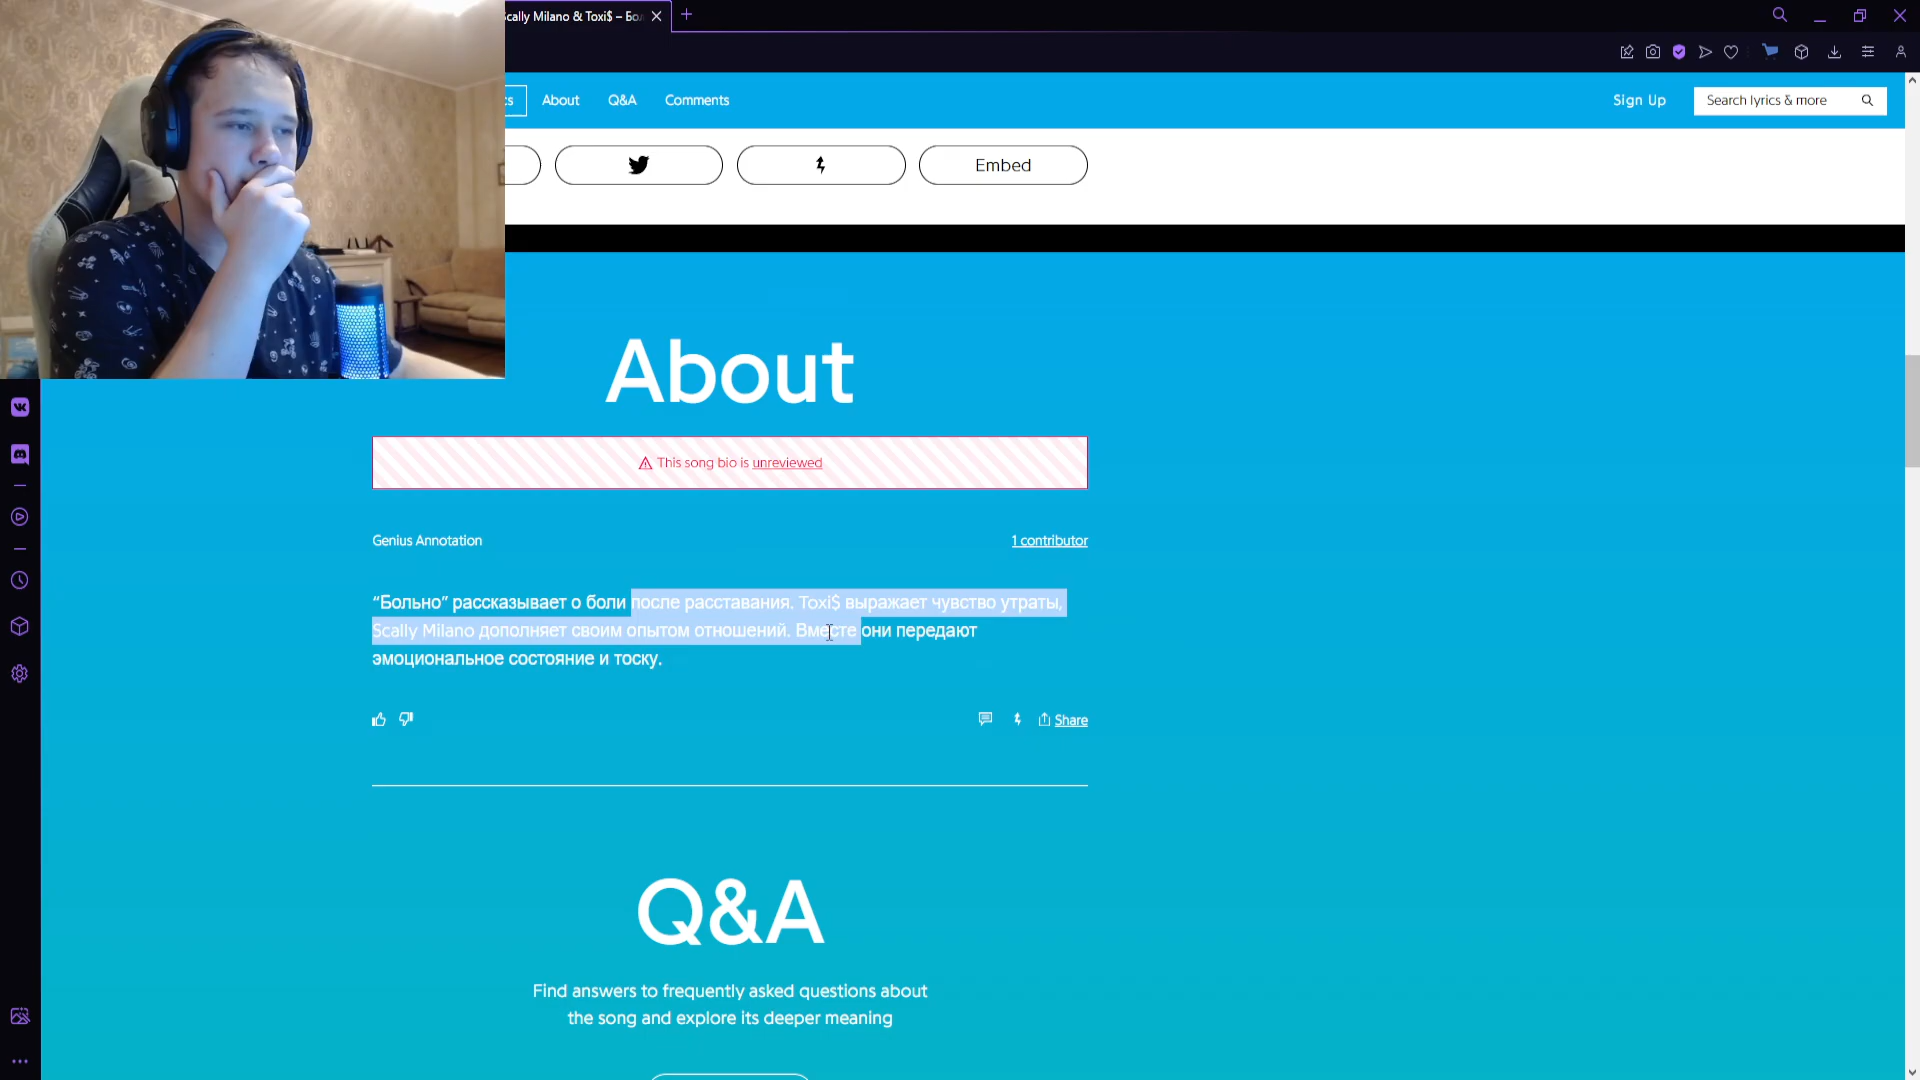 Scally Milano & Toxi$ – Бол
About
Q&A
Comments
Sign Up
Search lyrics & more
Embed
About
This song bio is unreviewed
Genius Annotation
1 contributor
“Больно” рассказывает о боли после расставания. Toxi$ выражает чувство утраты,
Scally Milano дополняет своим опытом отношений. Вместе они передают
эмоциональное состояние и тоску.
Share
Q&A
Find answers to frequently asked questions about
the song and explore its deeper meaning